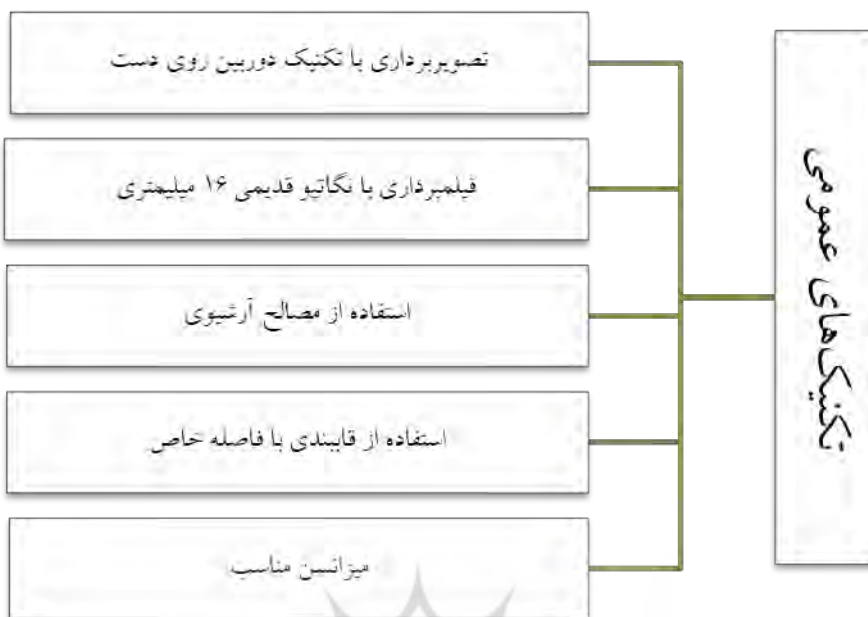 تکنیک‌های عمومی
تصویربرداری با تکنیک دوربین روی دست
فیلمبرداری با نگاتیو قدیمی ۱۶ میلیمتری
استفاده از مصالح آرشیوی
استفاده از قاببندی با فاصله خاص
میزانسن مناسب